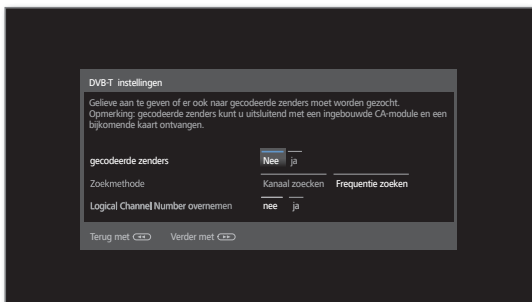 DVB-T instellingen
Gelieve aan te geven of er ook naar gecodeerde zenders moet worden gezocht.
Opmerking: gecodeerde zenders kunt u uitsluitend met een ingebouwde CA-module en een
bijkomende kaart ontvangen.
gecodeerde zenders Nee ja
Zoekmethode Kanaal zoecken Frequentie zoeken
Logical Channel Number overnemen nee ja
Terug met Verder met